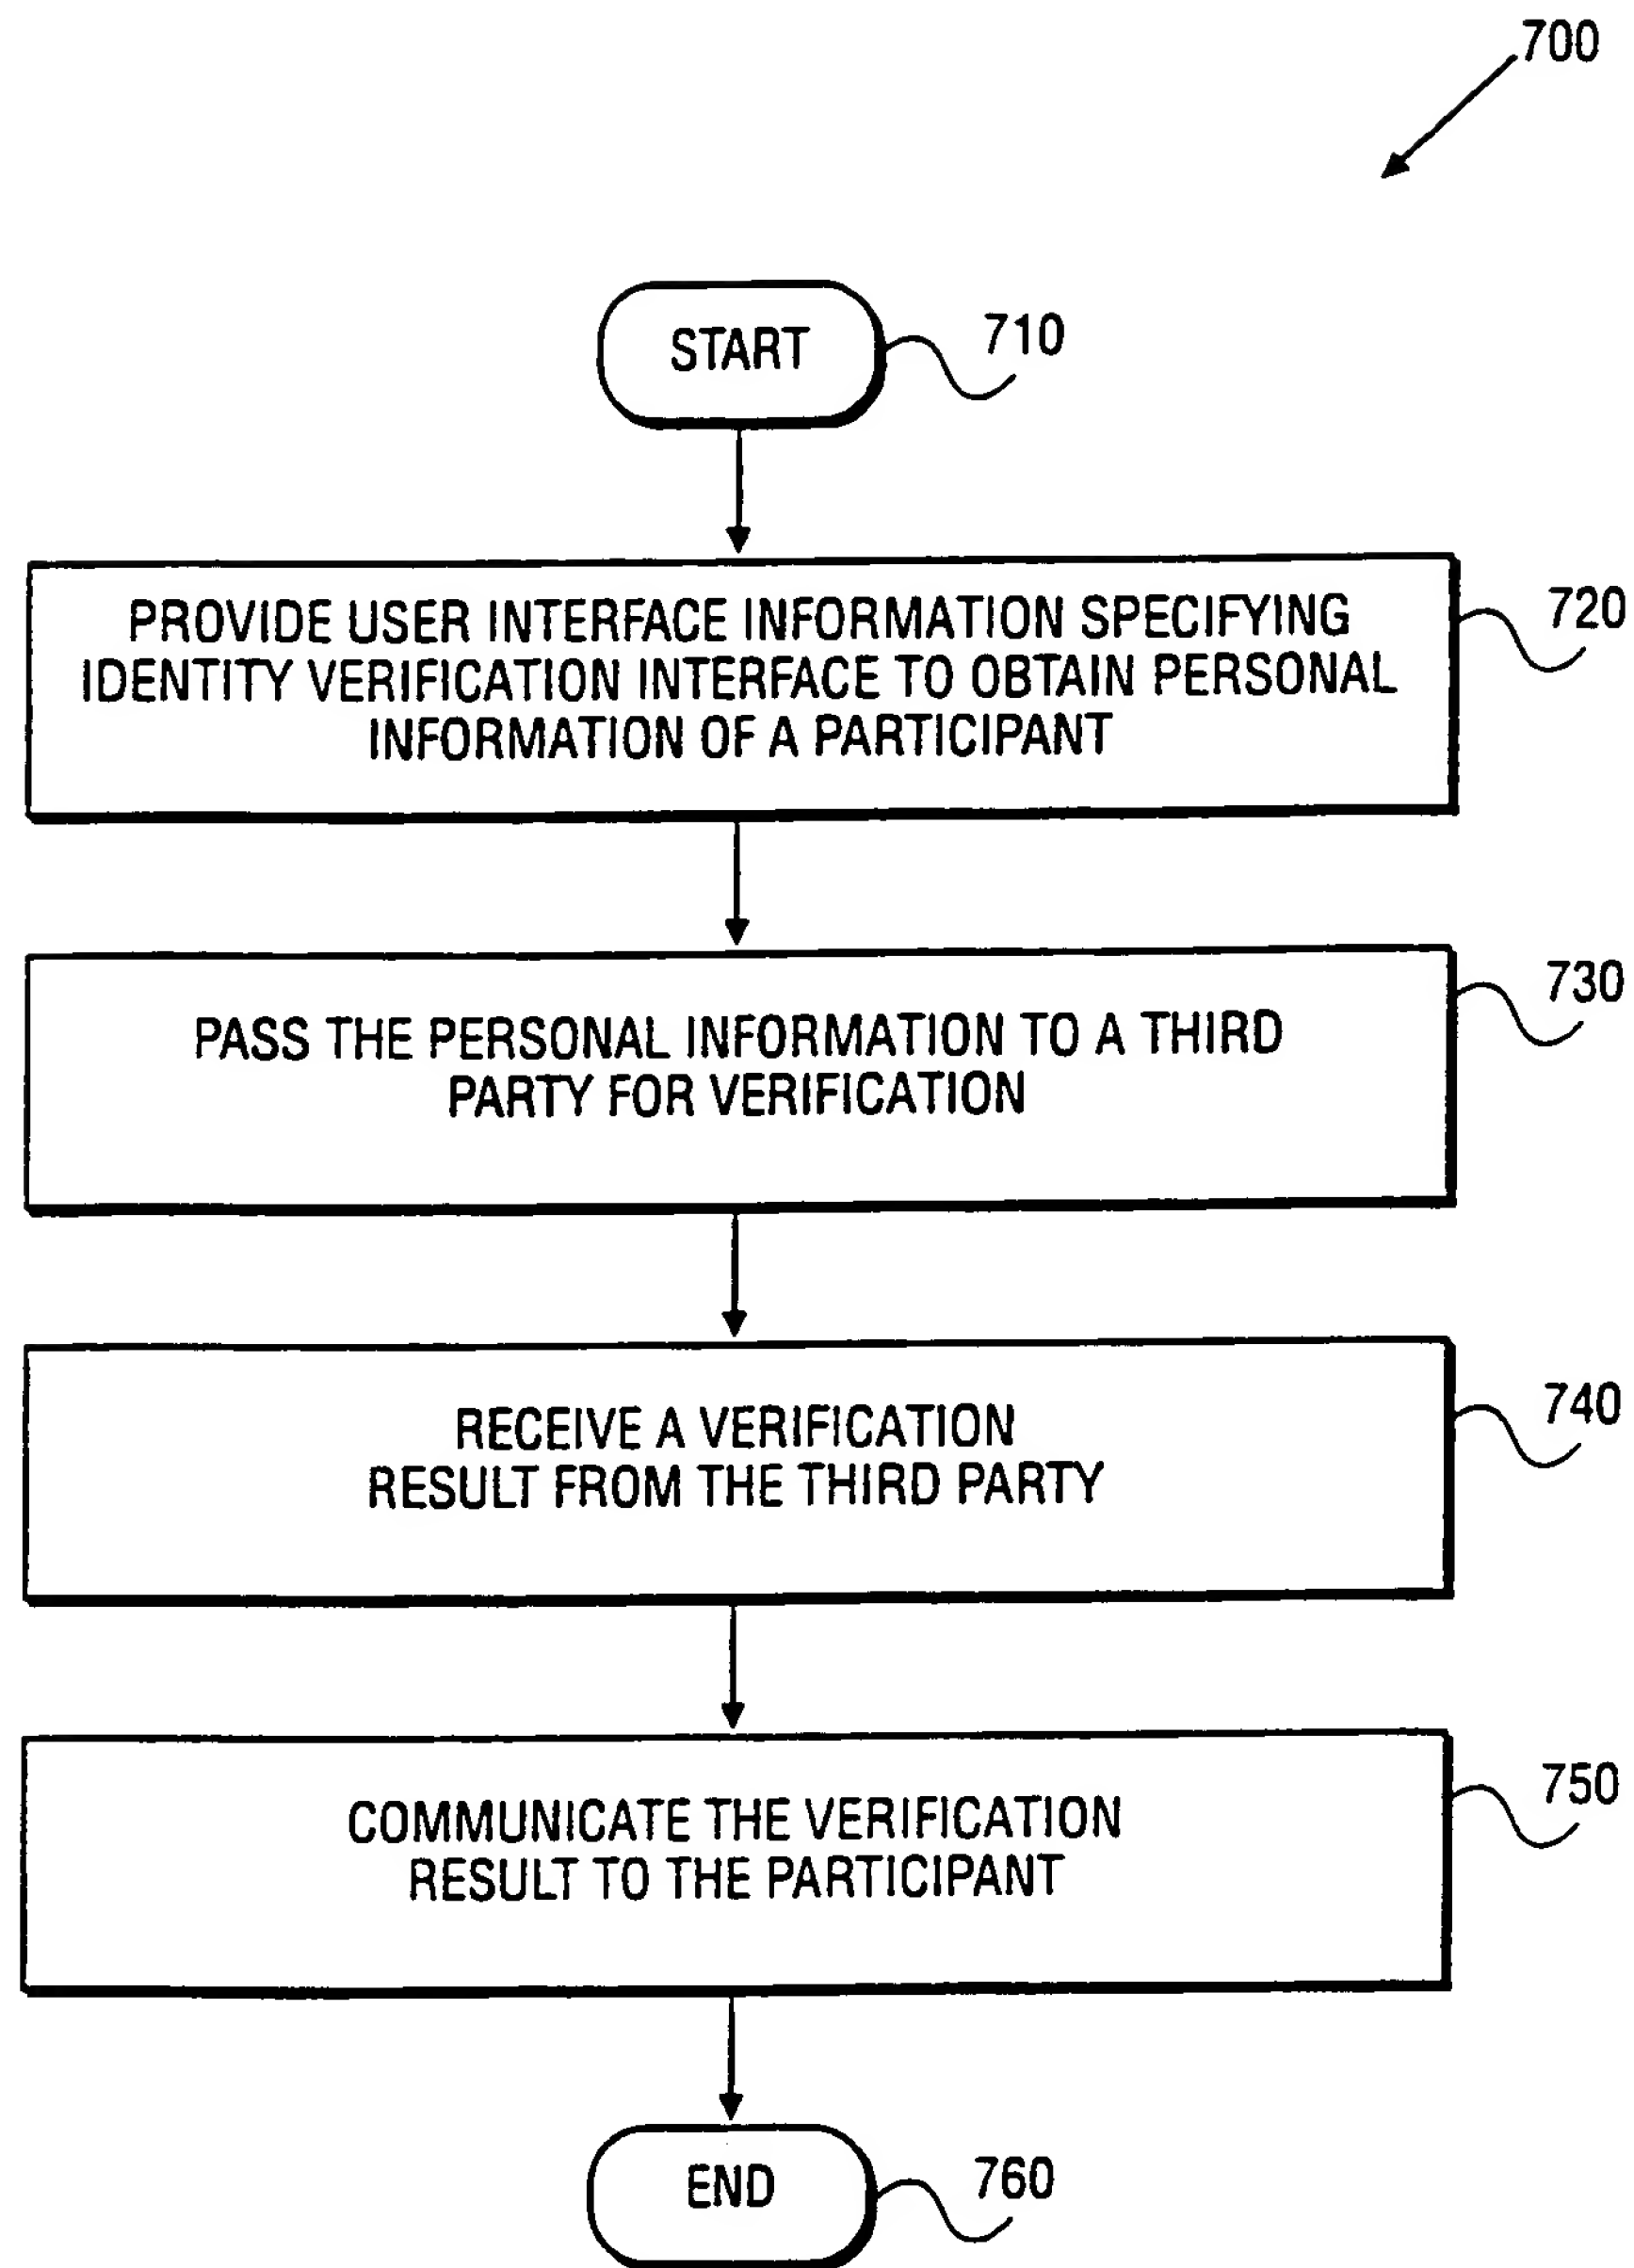 700
START
710
PROVIDE USER INTERFACE INFORMATION SPECIFYING
IDENTITY VERIFICATION INTERFACE TO OBTAIN PERSONAL
INFORMATION OF A PARTICIPANT
720
PASS THE PERSONAL INFORMATION TO A THIRD
PARTY FOR VERIFICATION
730
RECEIVE A VERIFICATION
RESULT FROM THE THIRD PARTY
740
COMMUNICATE THE VERIFICATION
RESULT TO THE PARTICIPANT
750
END
760